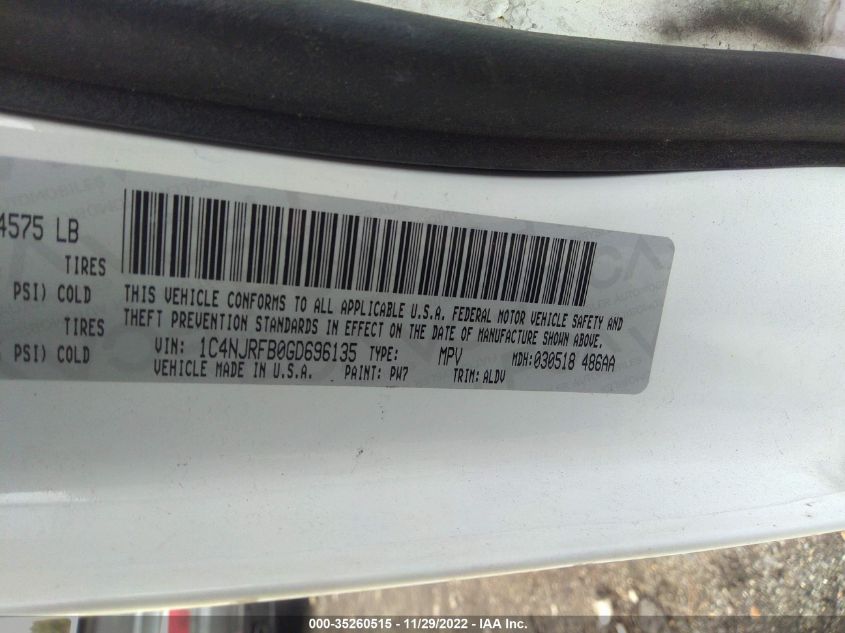 4575 LB
TIRES
PSI) COLD
TIRES
PSI) COLD
THIS VEHICLE CONFORMS TO ALL APPLICABLE U.S.A. FEDERAL MOTOR VEHICLE SAFETY AND
THEFT PREVENTION STANDARDS IN EFFECT ON THE DATE OF MANUFACTURE SHOWN ABOVE.
VIN: 1C4NJRFB0GD696135 TYPE: MPV MDH:030518 486AA
VEHICLE MADE IN U.S.A. PAINT: PW7 TRIM: ALDV
000-35260515 - 11/29/2022 - IAA Inc.